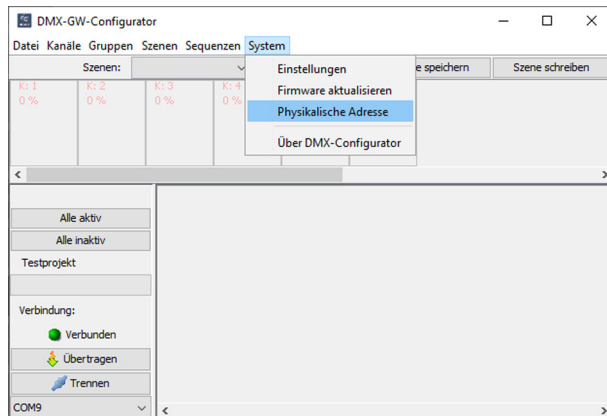 DMX-GW-Configurator
Datei Kanäle Gruppen Szenen Sequenzen System
Szenen:
e speichern
Szene schreiben
Einstellungen
Firmware aktualisieren
Physikalische Adresse
Über DMX-Configurator
K: 1 K: 2 K: 3 K: 4
0 % 0 % 0 % 0 %
Alle aktiv
Alle inaktiv
Testprojekt
Verbindung:
Verbunden
Übertragen
Trennen
COM9